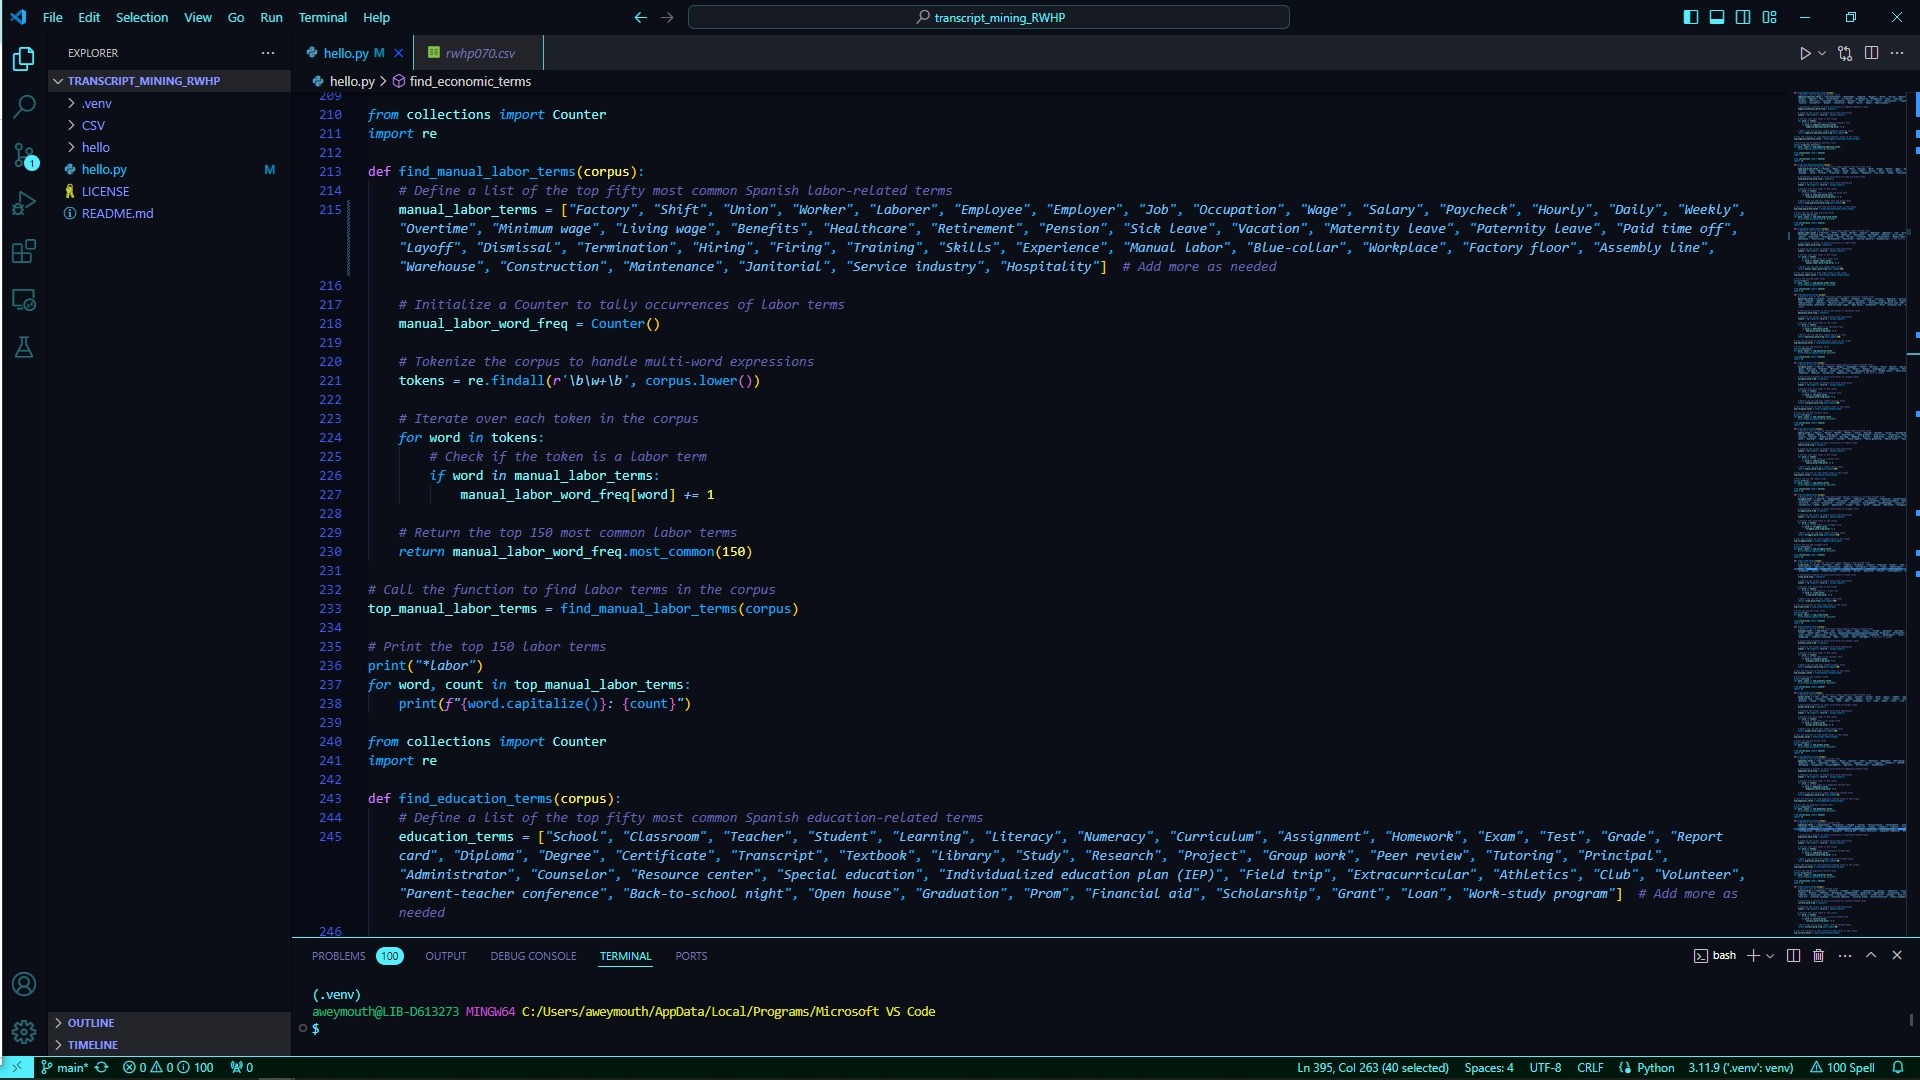 File Edit Selection View Go Run Terminal Help
transcript_mining_RWHP
EXPLORER
TRANSCRIPT_MINING_RWHP
.venv
CSV
hello
hello.py M
LICENSE
README.md
OUTLINE
TIMELINE
1
hello.py M
rwhp070.csv
hello.py > find_economic_terms
209
210 from collections import Counter
211 import re
212
213 def find_manual_labor_terms(corpus):
214 # Define a list of the top fifty most common Spanish labor-related terms
215 manual_labor_terms = ["Factory", "Shift", "Union", "Worker", "Laborer", "Employee", "Employer", "Job", "Occupation", "Wage", "Salary", "Paycheck", "Hourly", "Daily", "Weekly",
"Overtime", "Minimum wage", "Living wage", "Benefits", "Healthcare", "Retirement", "Pension", "Sick leave", "Vacation", "Maternity leave", "Paternity leave", "Paid time off",
"Layoff", "Dismissal", "Termination", "Hiring", "Firing", "Training", "Skills", "Experience", "Manual labor", "Blue-collar", "Workplace", "Factory floor", "Assembly line",
"Warehouse", "Construction", "Maintenance", "Janitorial", "Service industry", "Hospitality"] # Add more as needed
216
217 # Initialize a Counter to tally occurrences of labor terms
218 manual_labor_word_freq = Counter()
219
220 # Tokenize the corpus to handle multi-word expressions
221 tokens = re.findall(r'\b\w+\b', corpus.lower())
222
223 # Iterate over each token in the corpus
224 for word in tokens:
225 # Check if the token is a labor term
226 if word in manual_labor_terms:
227 manual_labor_word_freq[word] += 1
228
229 # Return the top 150 most common labor terms
230 return manual_labor_word_freq.most_common(150)
231
232 # Call the function to find labor terms in the corpus
233 top_manual_labor_terms = find_manual_labor_terms(corpus)
234
235 # Print the top 150 labor terms
236 print("*labor")
237 for word, count in top_manual_labor_terms:
238 print(f"{word.capitalize()}: {count}")
239
240 from collections import Counter
241 import re
242
243 def find_education_terms(corpus):
244 # Define a list of the top fifty most common Spanish education-related terms
245 education_terms = ["School", "Classroom", "Teacher", "Student", "Learning", "Literacy", "Numeracy", "Curriculum", "Assignment", "Homework", "Exam", "Test", "Grade", "Report
card", "Diploma", "Degree", "Certificate", "Transcript", "Textbook", "Library", "Study", "Research", "Project", "Group work", "Peer review", "Tutoring", "Principal",
"Administrator", "Counselor", "Resource center", "Special education", "Individualized education plan (IEP)", "Field trip", "Extracurricular", "Athletics", "Club", "Volunteer",
"Parent-teacher conference", "Back-to-school night", "Open house", "Graduation", "Prom", "Financial aid", "Scholarship", "Grant", "Loan", "Work-study program"] # Add more as
needed
246
PROBLEMS 100 OUTPUT DEBUG CONSOLE TERMINAL PORTS
bash
(.venv)
aweymouth@LIB-D613273 MINGW64 C:/Users/aweymouth/AppData/Local/Programs/Microsoft VS Code
$
main* 0 0 100 0
Ln 395, Col 263 (40 selected) Spaces: 4 UTF-8 CRLF Python 3.11.9 ('.venv': venv) 100 Spell